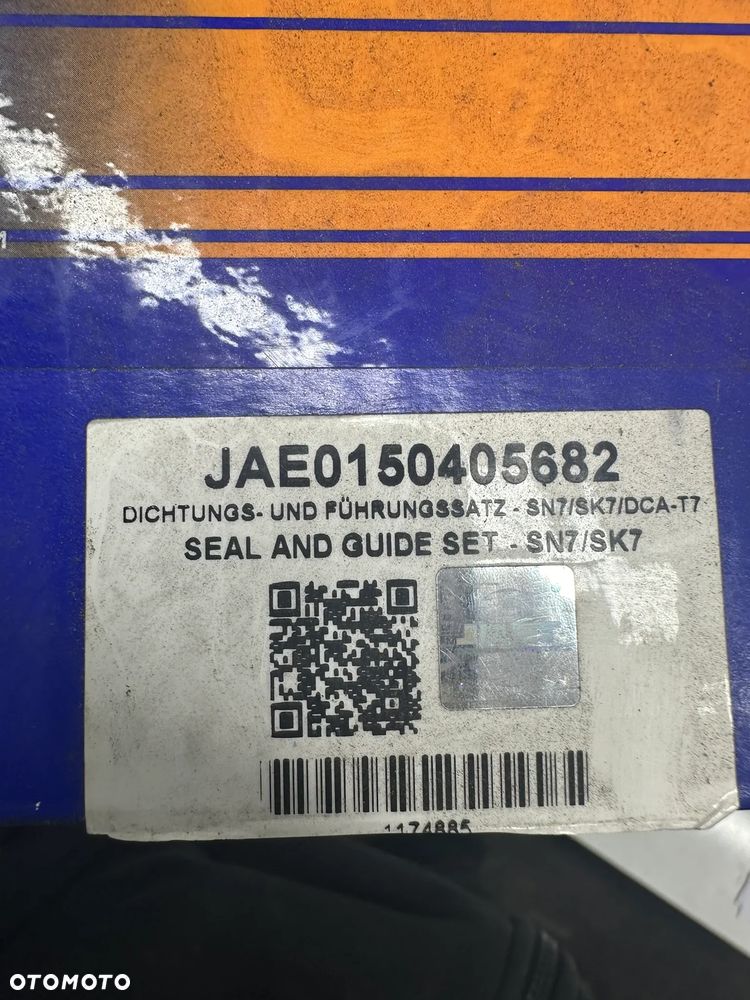 JAE0150405682
DICHTUNGS- UND FÜHRUNGSSATZ - SN7/SK7/DCA-T7
SEAL AND GUIDE SET - SN7/SK7
1174885
OTOMOTO